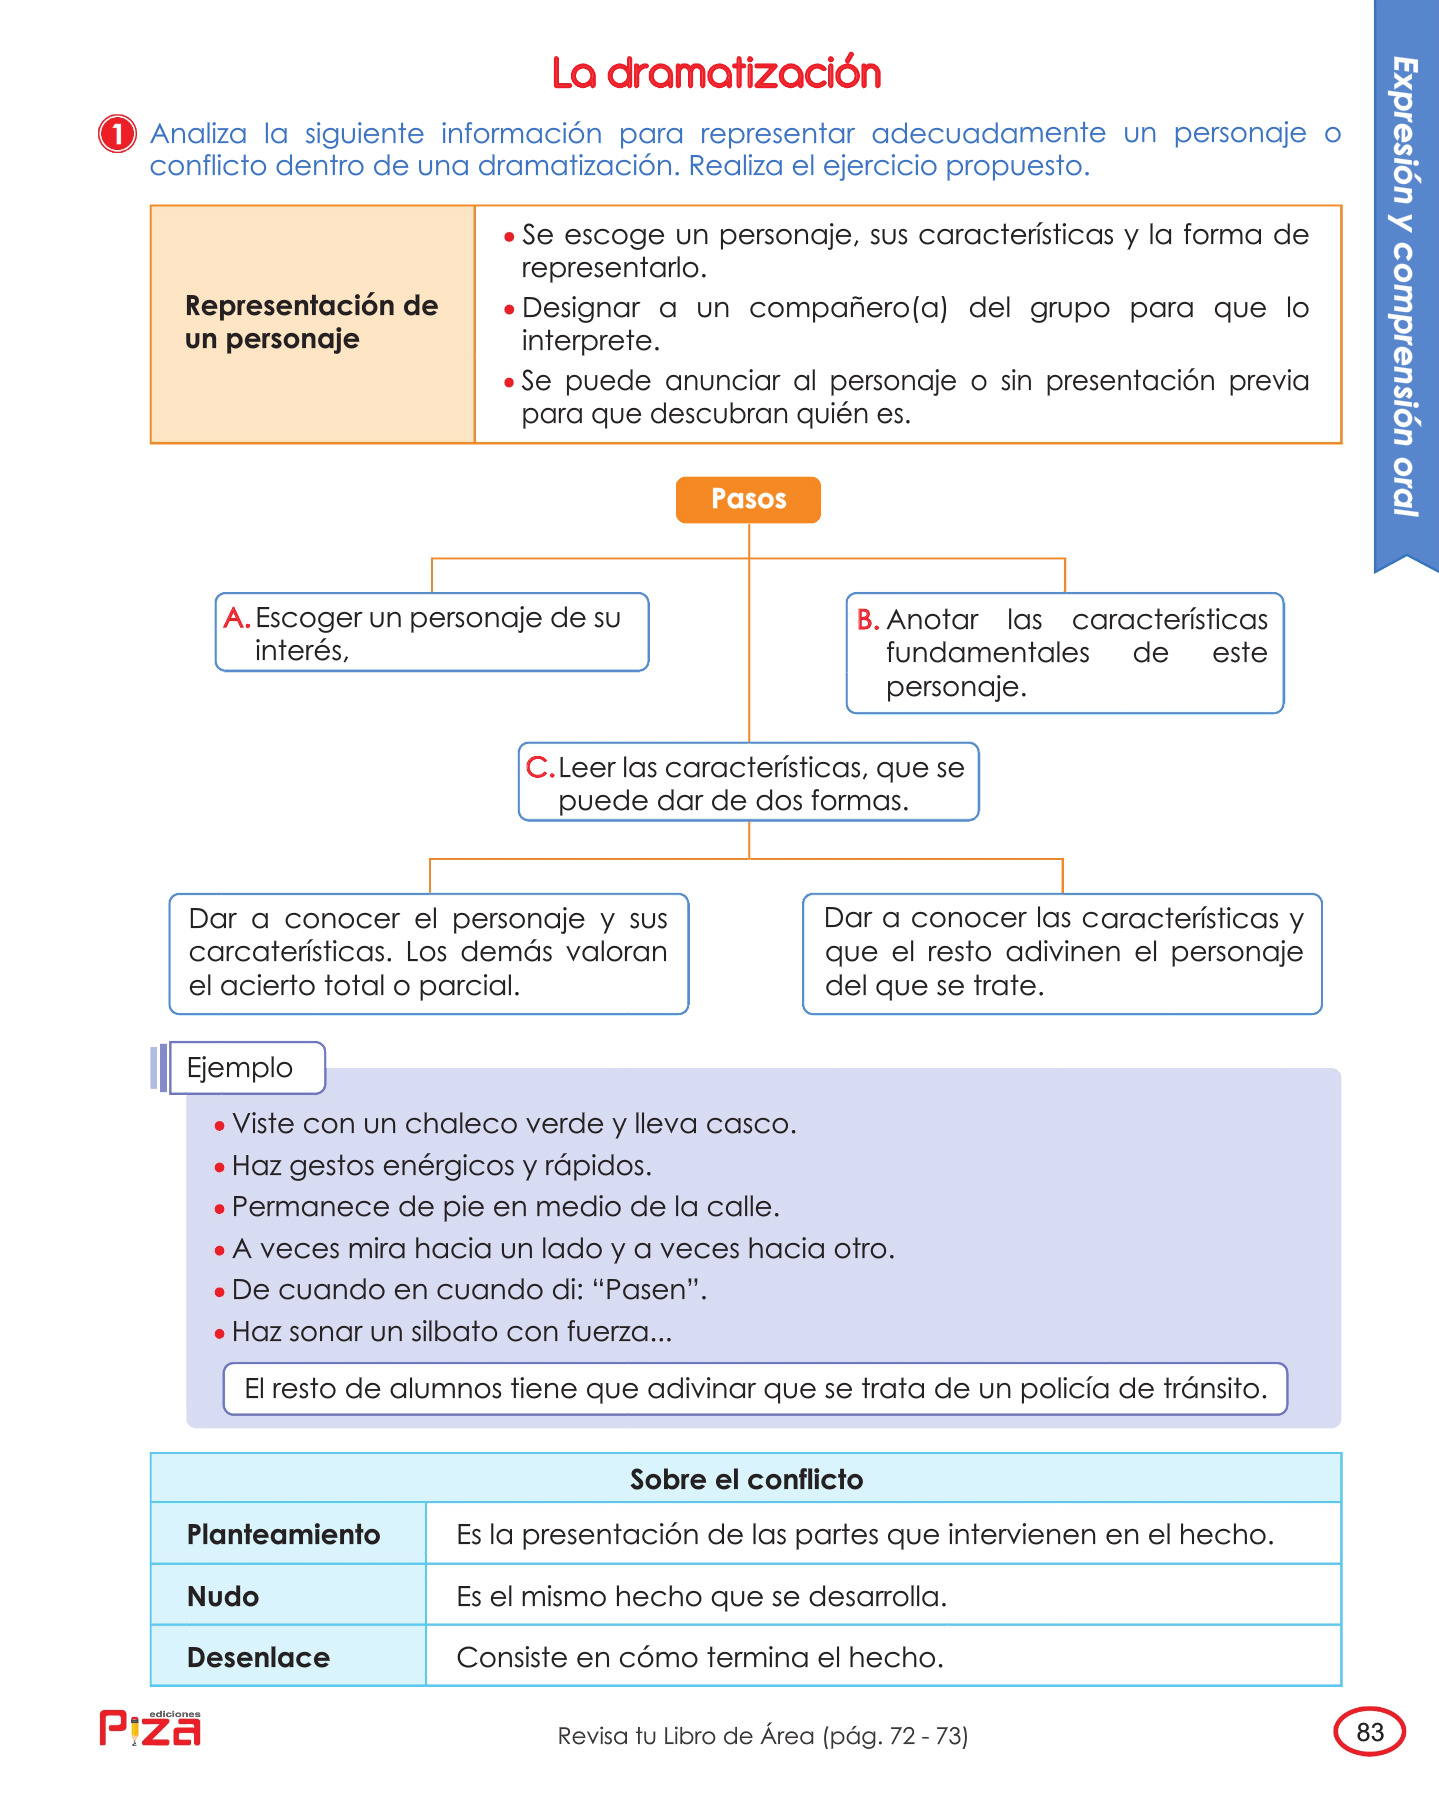 La dramatización
Expresión y comprensión oral
1 Analiza la siguiente información para representar adecuadamente un personaje o
conflicto dentro de una dramatización. Realiza el ejercicio propuesto.
Representación de
un personaje
• Se escoge un personaje, sus características y la forma de
representarlo.
• Designar a un compañero(a) del grupo para que lo
interprete.
• Se puede anunciar al personaje o sin presentación previa
para que descubran quién es.
Pasos
A. Escoger un personaje de su
interés,
B. Anotar las características
fundamentales de este
personaje.
C. Leer las características, que se
puede dar de dos formas.
Dar a conocer el personaje y sus
carcaterísticas. Los demás valoran
el acierto total o parcial.
Dar a conocer las características y
que el resto adivinen el personaje
del que se trate.
Ejemplo
• Viste con un chaleco verde y lleva casco.
• Haz gestos enérgicos y rápidos.
• Permanece de pie en medio de la calle.
• A veces mira hacia un lado y a veces hacia otro.
• De cuando en cuando di: “Pasen”.
• Haz sonar un silbato con fuerza...
El resto de alumnos tiene que adivinar que se trata de un policía de tránsito.
Sobre el conflicto
Planteamiento Es la presentación de las partes que intervienen en el hecho.
Nudo Es el mismo hecho que se desarrolla.
Desenlace Consiste en cómo termina el hecho.
ediciones
Piza
Revisa tu Libro de Área (pág. 72 - 73)
83